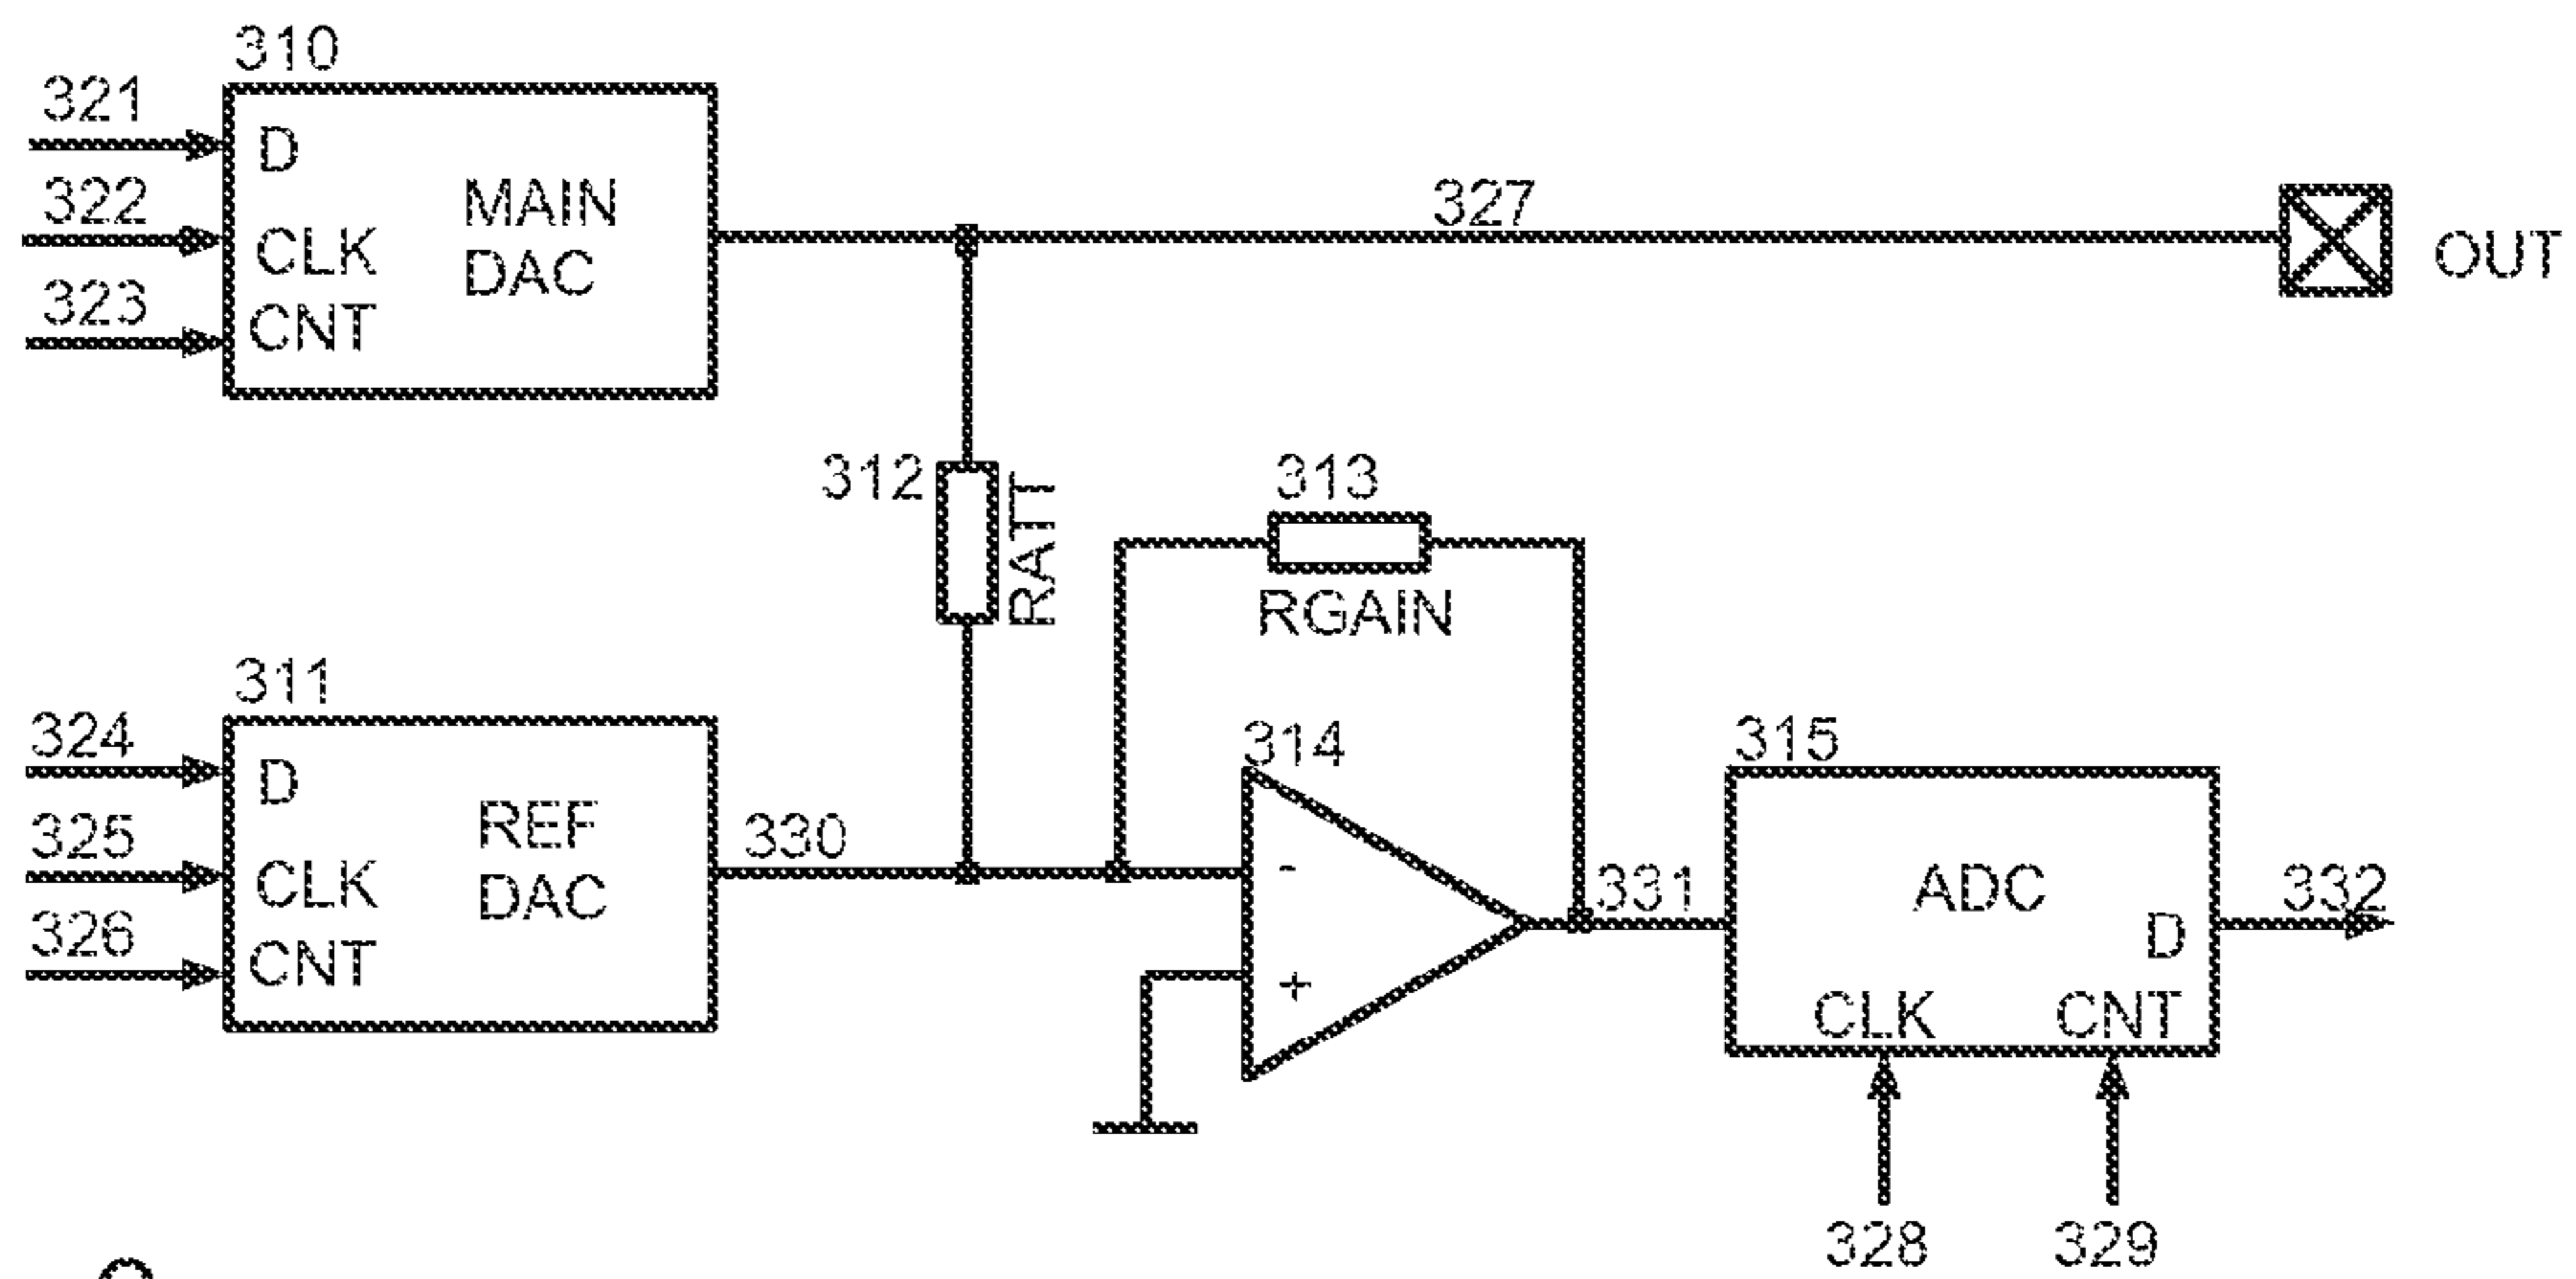 310
321
D
322
MAIN
DAC
CLK
323
CNT
327
OUT
312
RATT
313
RGAIN
311
324
D
325
REF
DAC
CLK
326
CNT
330
314
-
+
331
315
ADC
D
332
CLK
CNT
328
329